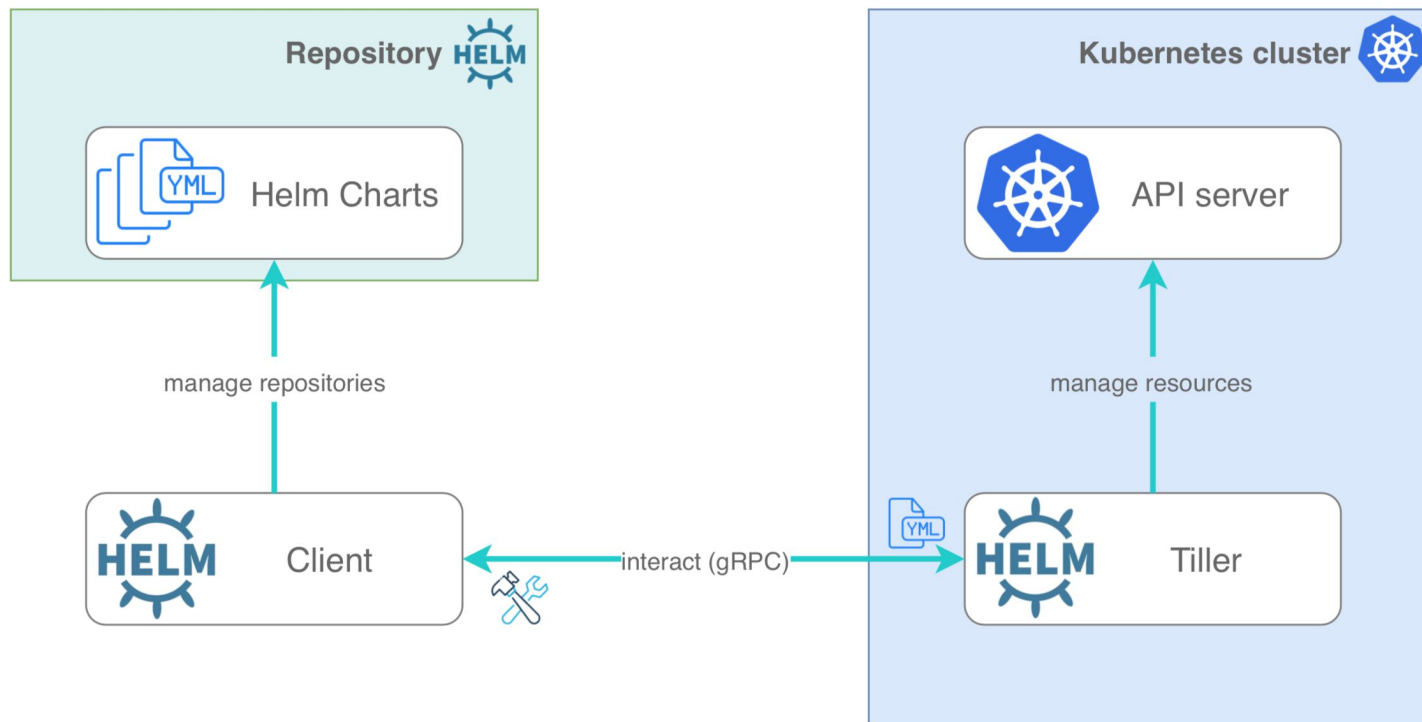 Repository HELM
Kubernetes cluster
YML
Helm Charts
API server
manage repositories
manage resources
HELM
Client
interact (gRPC)
YML
HELM
Tiller